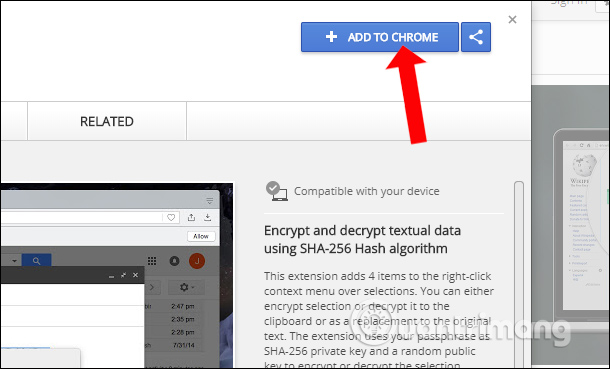 Sign in
+ ADD TO CHROME
RELATED
Compatible with your device
Encrypt and decrypt textual data
using SHA-256 Hash algorithm
This extension adds 4 items to the right-click
context menu over selections. You can either
encrypt selection or decrypt it to the
clipboard or as a replacement to the original
text. The extension uses your passphrase as
SHA-256 private key and a random public
key to encrypt or decrypt the selection.
Allow
J
2:47 pm
2:35 pm
2:28 pm
7/31/14
quantrimang